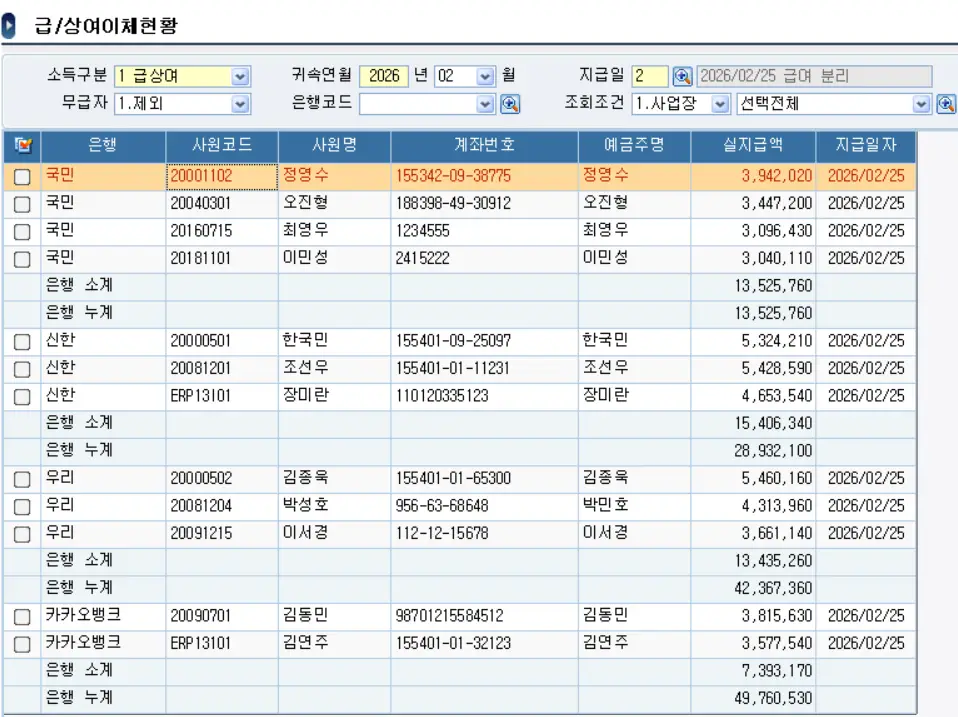 급/상여이체현황
소득구분 1 급상여 귀속연월 2026 년 02 월 지급일 2 2026/02/25 급여 분리
무급자 1.제외 은행코드 조회조건 1.사업장 선택전체
은행 사원코드 사원명 계좌번호 예금주명 실지급액 지급일자
국민 20001102 정영수 155342-09-38775 정영수 3,942,020 2026/02/25
국민 20040301 오진형 188398-49-30912 오진형 3,447,200 2026/02/25
국민 20160715 최영우 1234555 최영우 3,096,430 2026/02/25
국민 20181101 이민성 2415222 이민성 3,040,110 2026/02/25
은행 소계 13,525,760
은행 누계 13,525,760
신한 20000501 한국민 155401-09-25097 한국민 5,324,210 2026/02/25
신한 20081201 조선우 155401-01-11231 조선우 5,428,590 2026/02/25
신한 ERP13I01 장미란 110120335123 장미란 4,653,540 2026/02/25
은행 소계 15,406,340
은행 누계 28,932,100
우리 20000502 김종욱 155401-01-65300 김종욱 5,460,160 2026/02/25
우리 20081204 박성호 956-63-68648 박민호 4,313,960 2026/02/25
우리 20091215 이서경 112-12-15678 이서경 3,661,140 2026/02/25
은행 소계 13,435,260
은행 누계 42,367,360
카카오뱅크 20090701 김동민 98701215584512 김동민 3,815,630 2026/02/25
카카오뱅크 ERP13101 김연주 155401-01-32123 김연주 3,577,540 2026/02/25
은행 소계 7,393,170
은행 누계 49,760,530